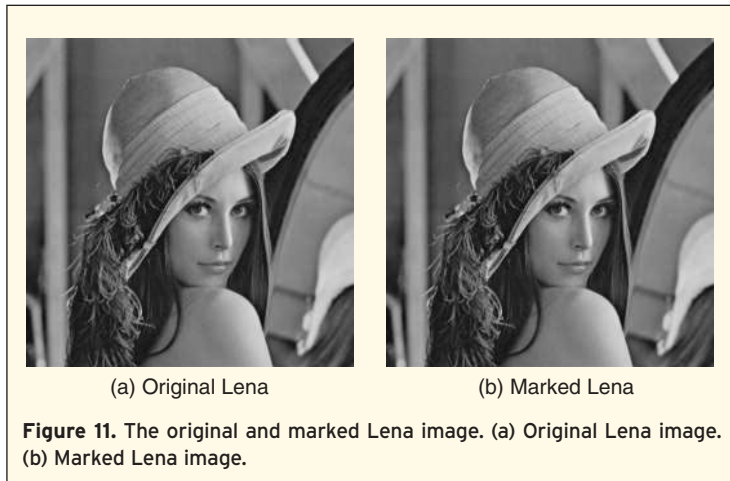 (a) Original Lena
(b) Marked Lena
Figure 11. The original and marked Lena image. (a) Original Lena image.
(b) Marked Lena image.